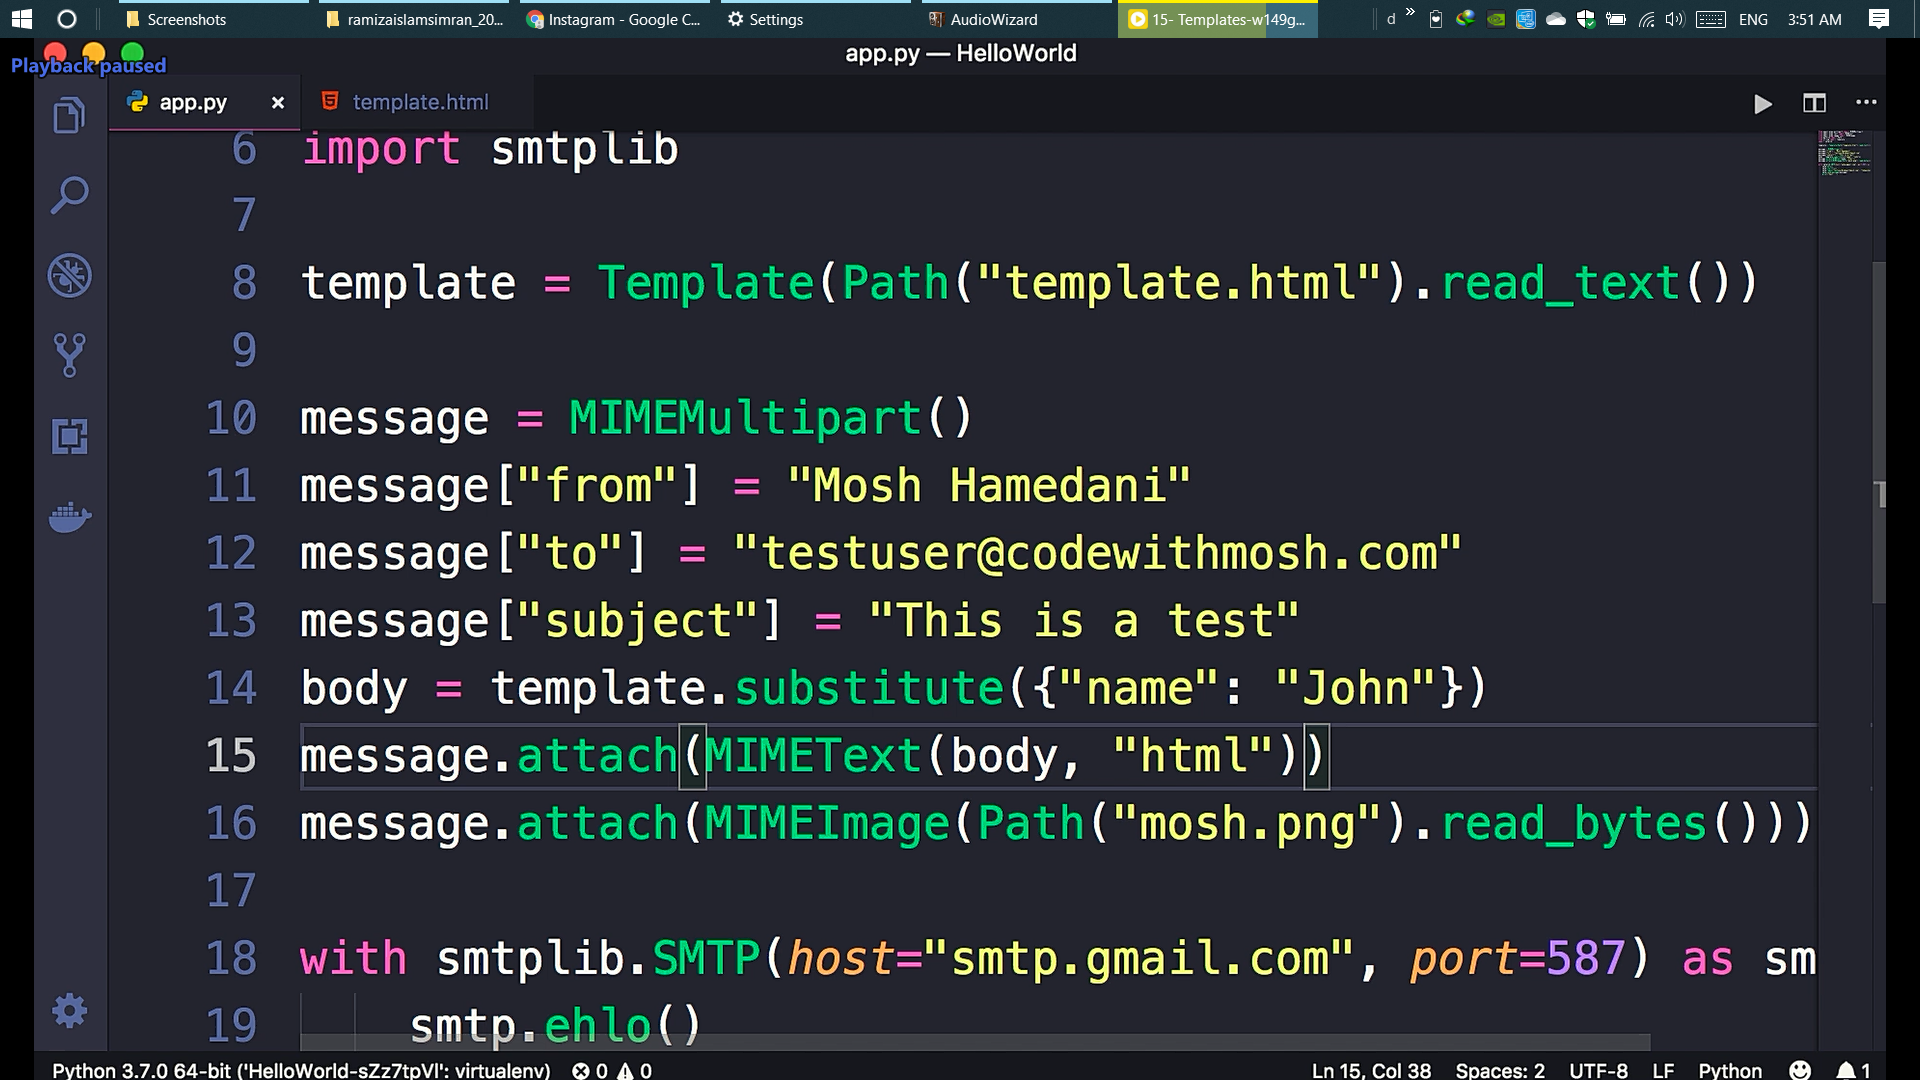 Screenshots ramizaislamsimran_20... Instagram - Google C... Settings AudioWizard 15- Templates-w149g... d » ENG 3:51 AM
app.py — HelloWorld
Playback paused
app.py × template.html ...
6 import smtplib
7
8 template = Template(Path("template.html").read_text())
9
10 message = MIMEMultipart()
11 message["from"] = "Mosh Hamedani"
12 message["to"] = "testuser@codewithmosh.com"
13 message["subject"] = "This is a test"
14 body = template.substitute({"name": "John"})
15 message.attach(MIMEText(body, "html"))
16 message.attach(MIMEImage(Path("mosh.png").read_bytes()))
17
18 with smtplib.SMTP(host="smtp.gmail.com", port=587) as sm
19 smtp.ehlo()
Python 3.7.0 64-bit ('HelloWorld-sZz7tpVl': virtualenv) 0 0 Ln 15, Col 38 Spaces: 2 UTF-8 LF Python 1